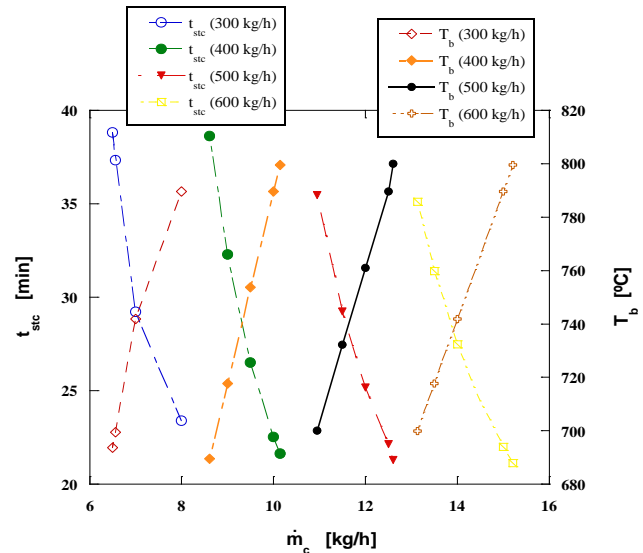 t_stc (300 kg/h)
t_stc (400 kg/h)
t_stc (500 kg/h)
t_stc (600 kg/h)
T_b (300 kg/h)
T_b (400 kg/h)
T_b (500 kg/h)
T_b (600 kg/h)
40
35
30
25
20
t_stc [min]
820
800
780
760
740
720
700
680
T_b [ºC]
6 8 10 12 14 16
ṁ_c [kg/h]